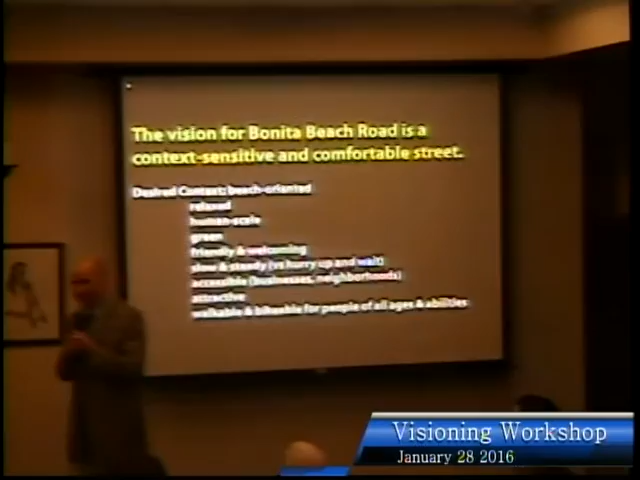 The vision for Bonita Beach Road is a
context-sensitive and comfortable street.
Desired Context: beach-oriented
relaxed
human-scale
green
friendly & welcoming
slow & steady (vs hurry up and wait)
accessible (businesses, neighborhoods)
attractive
walkable & bikeable for people of all ages & abilities
Visioning Workshop
January 28 2016